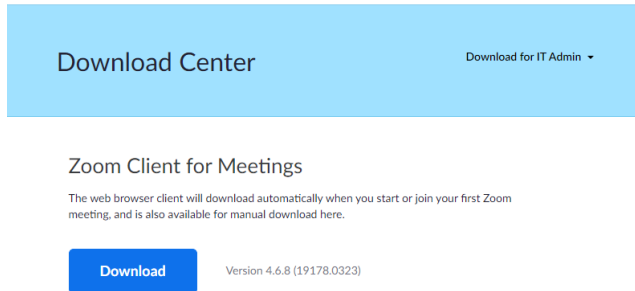 Download Center
Download for IT Admin
Zoom Client for Meetings
The web browser client will download automatically when you start or join your first Zoom
meeting, and is also available for manual download here.
Download
Version 4.6.8 (19178.0323)